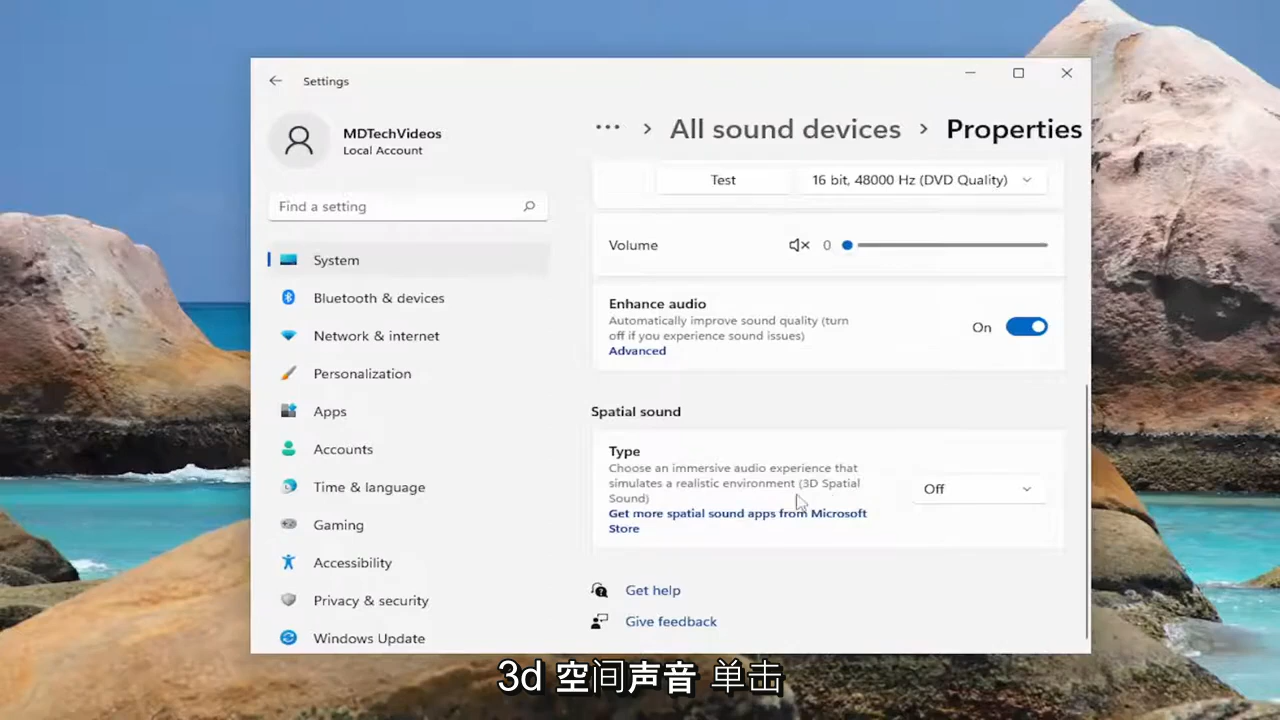 Settings
MDTechVideos
Local Account
Find a setting
System
Bluetooth & devices
Network & internet
Personalization
Apps
Accounts
Time & language
Gaming
Accessibility
Privacy & security
Windows Update
··· > All sound devices > Properties
Test 16 bit, 48000 Hz (DVD Quality)
Volume 0
Enhance audio
Automatically improve sound quality (turn
off if you experience sound issues)
Advanced
On
Spatial sound
Type
Choose an immersive audio experience that
simulates a realistic environment (3D Spatial
Sound)
Get more spatial sound apps from Microsoft
Store
Off
Get help
Give feedback
3d 空间声音 单击